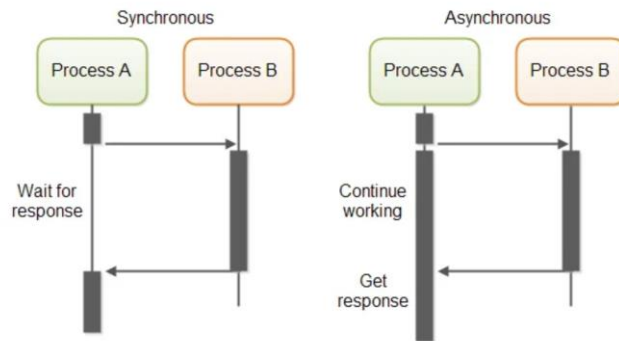 Synchronous
Asynchronous
Process A
Process B
Process A
Process B
Wait for
response
Continue
working
Get
response